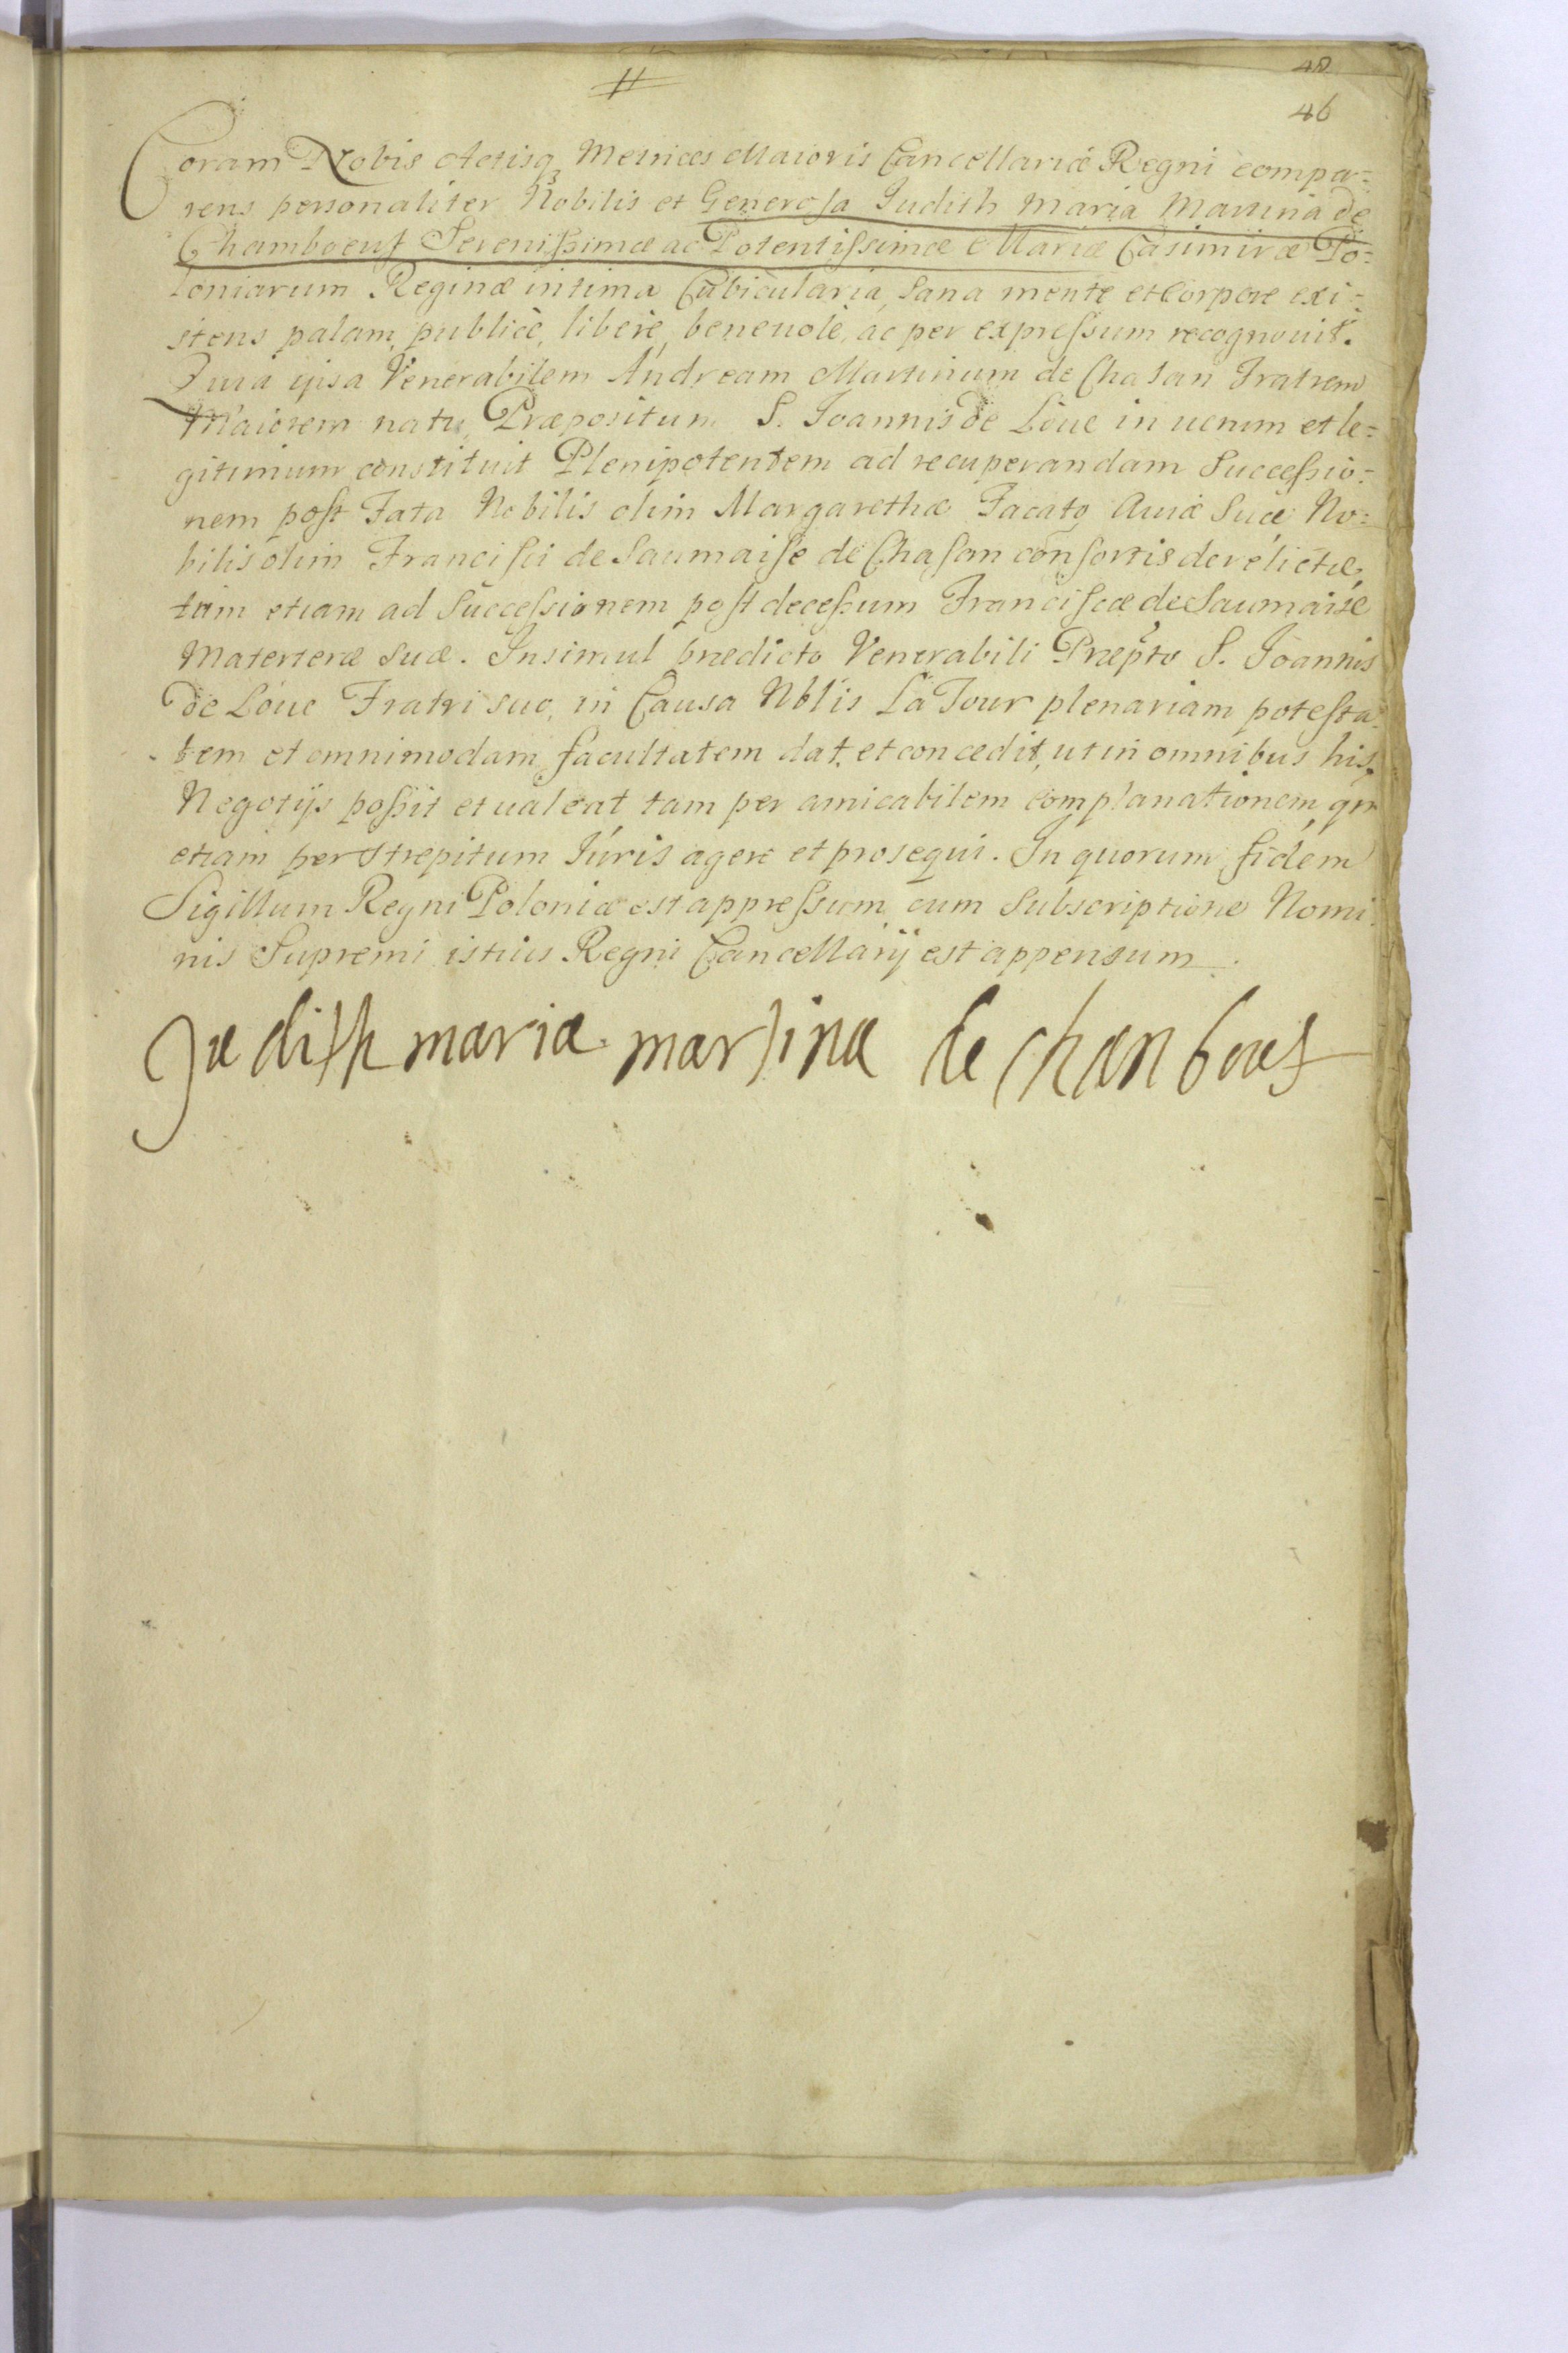 48
46
Coram Nobis Actisq₃ Metrices Maioris Cancellariæ Regni compa=
rens personaliter Nobilis et Generosa Judith Maria Martina de
Chamboeuf Serenissimæ ac Potentissimæ Mariæ Casimiræ Po=
loniarum Reginæ intima Cubicularia, sana mente et corpore exi=
stens palam, publicè, liberè, beneuolè, ac per expressum recognouit.
Quia ipsa Venerabilem Andream Martinum de Chasan Fratrem
Maiorem natu, Præpositum S. Joannis de Lôue in uerum et le=
gitimum constituit Plenipotentem ad recuperandam Successio=
nem post Fata Nobilis olim Margarethæ Jacato Auiæ Suæ No=
bilis olim Francisci de Saumaise de Chasan consortis derelictæ,
tum etiam ad Successionem post decessum Franciscæ de Saumaise
Materteræ suæ. Insimul prædicto Venerabili Præpto S. Joannis
de Lôue Fratri suo, in Causa Nblis La Tour plenariam potesta=
tem et omnimodam facultatem dat, et concedit, ut in omnibus his
Negotijs possit et ualeat tam per amicabilem complanationem, qm
etiam per strepitum Juris agere et prosequi. In quorum fidem
Sigillum Regni Poloniæ est appressum cum Subscriptione Nomi
nis Supremi istius Regni Cancellarij est appensum.
Judith maria martina de chanboeuf